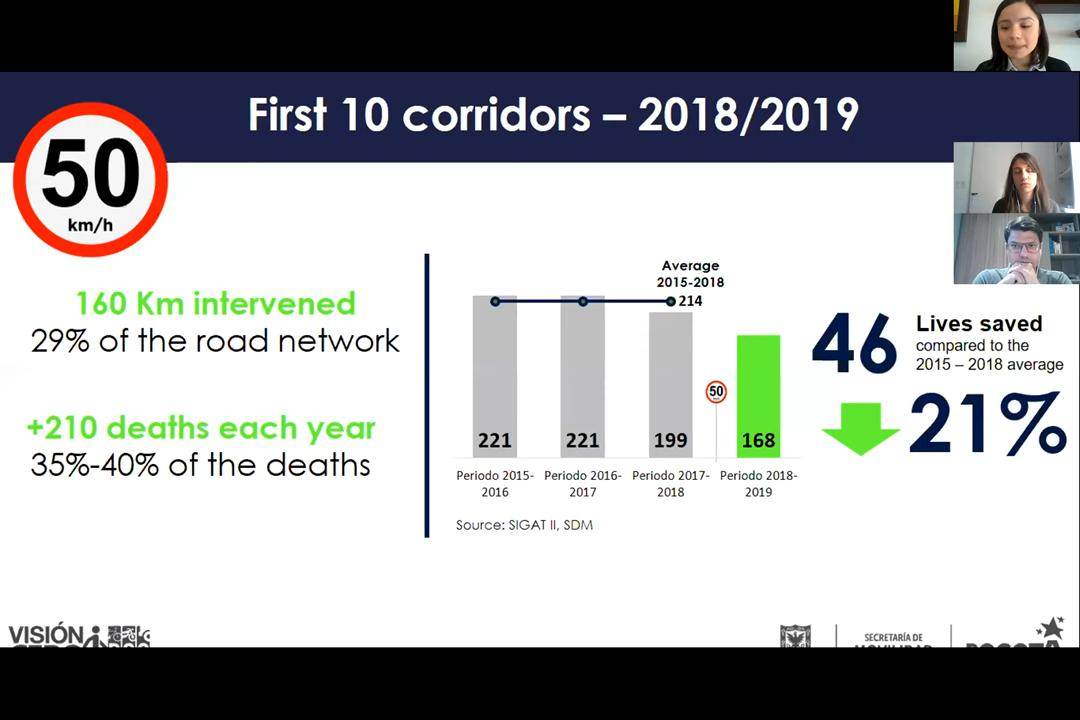 First 10 corridors – 2018/2019
50
km/h
160 Km intervened
29% of the road network
+210 deaths each year
35%-40% of the deaths
Average
2015-2018
214
50
221
221
199
168
Periodo 2015-
2016
Periodo 2016-
2017
Periodo 2017-
2018
Periodo 2018-
2019
Source: SIGAT II, SDM
46
Lives saved
compared to the
2015 – 2018 average
21%
VISIÓN
SECRETARÍA DE
MOVILIDAD
BOGOTÁ